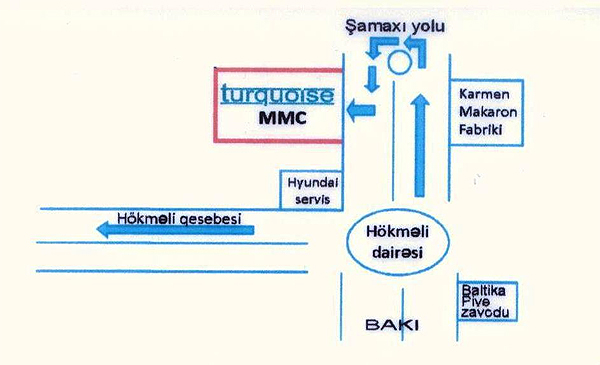 Şamaxı yolu
turquoise
MMC
Karmen
Makaron
Fabriki
Hyundai
servis
Hökməli qesebesi
Hökməli
dairəsi
Baltika
Pive
zavodu
BAKI